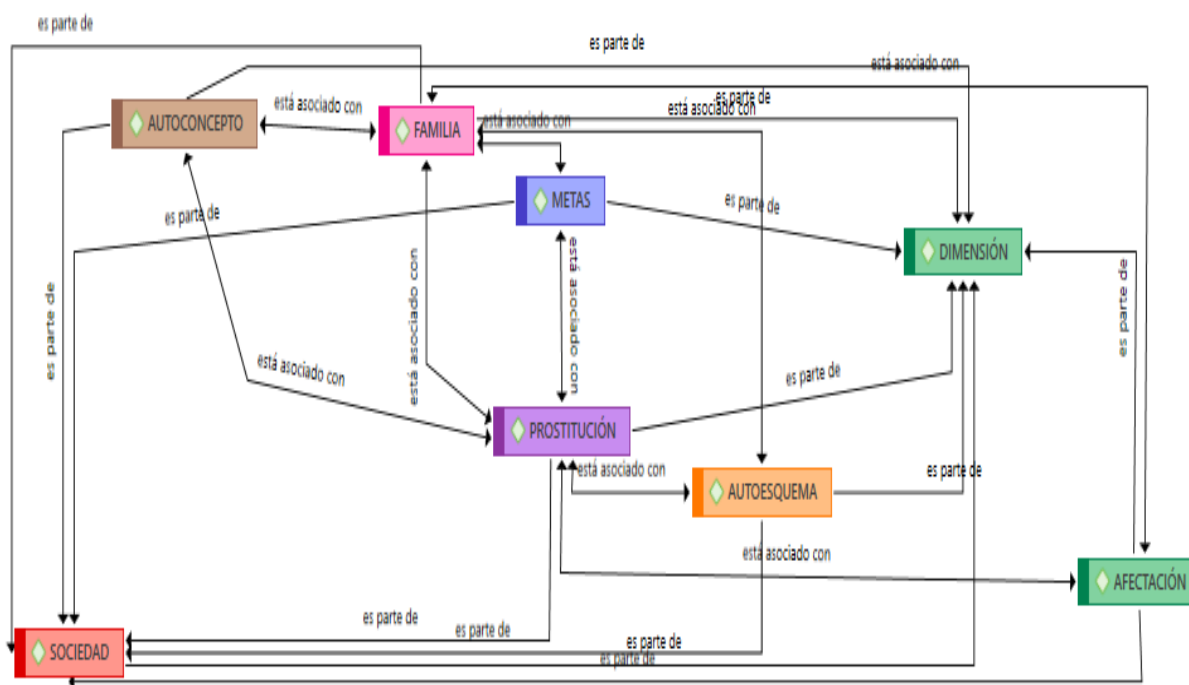 es parte de
es parte de
está asociado con
es parte de
está asociado con
AUTOCONCEPTO
está asociado con
FAMILIA
está asociado con
METAS
es parte de
es parte de
DIMENSIÓN
es parte de
está asociado con
está asociado con
es parte de
está asociado con
es parte de
PROSTITUCIÓN
está asociado con
es parte de
AUTOESQUEMA
está asociado con
AFECTACIÓN
es parte de
es parte de
es parte de
es parte de
SOCIEDAD